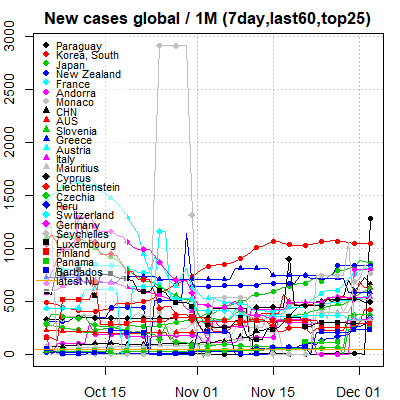 New cases global / 1M (7day,last60,top25)
3000
2500
2000
1500
1000
500
0
Paraguay
Korea, South
Japan
New Zealand
France
Andorra
Monaco
CHN
AUS
Slovenia
Greece
Austria
Italy
Mauritius
Cyprus
Liechtenstein
Czechia
Peru
Switzerland
Germany
Seychelles
Luxembourg
Finland
Panama
Barbados
latest NL
Oct 15
Nov 01
Nov 15
Dec 01